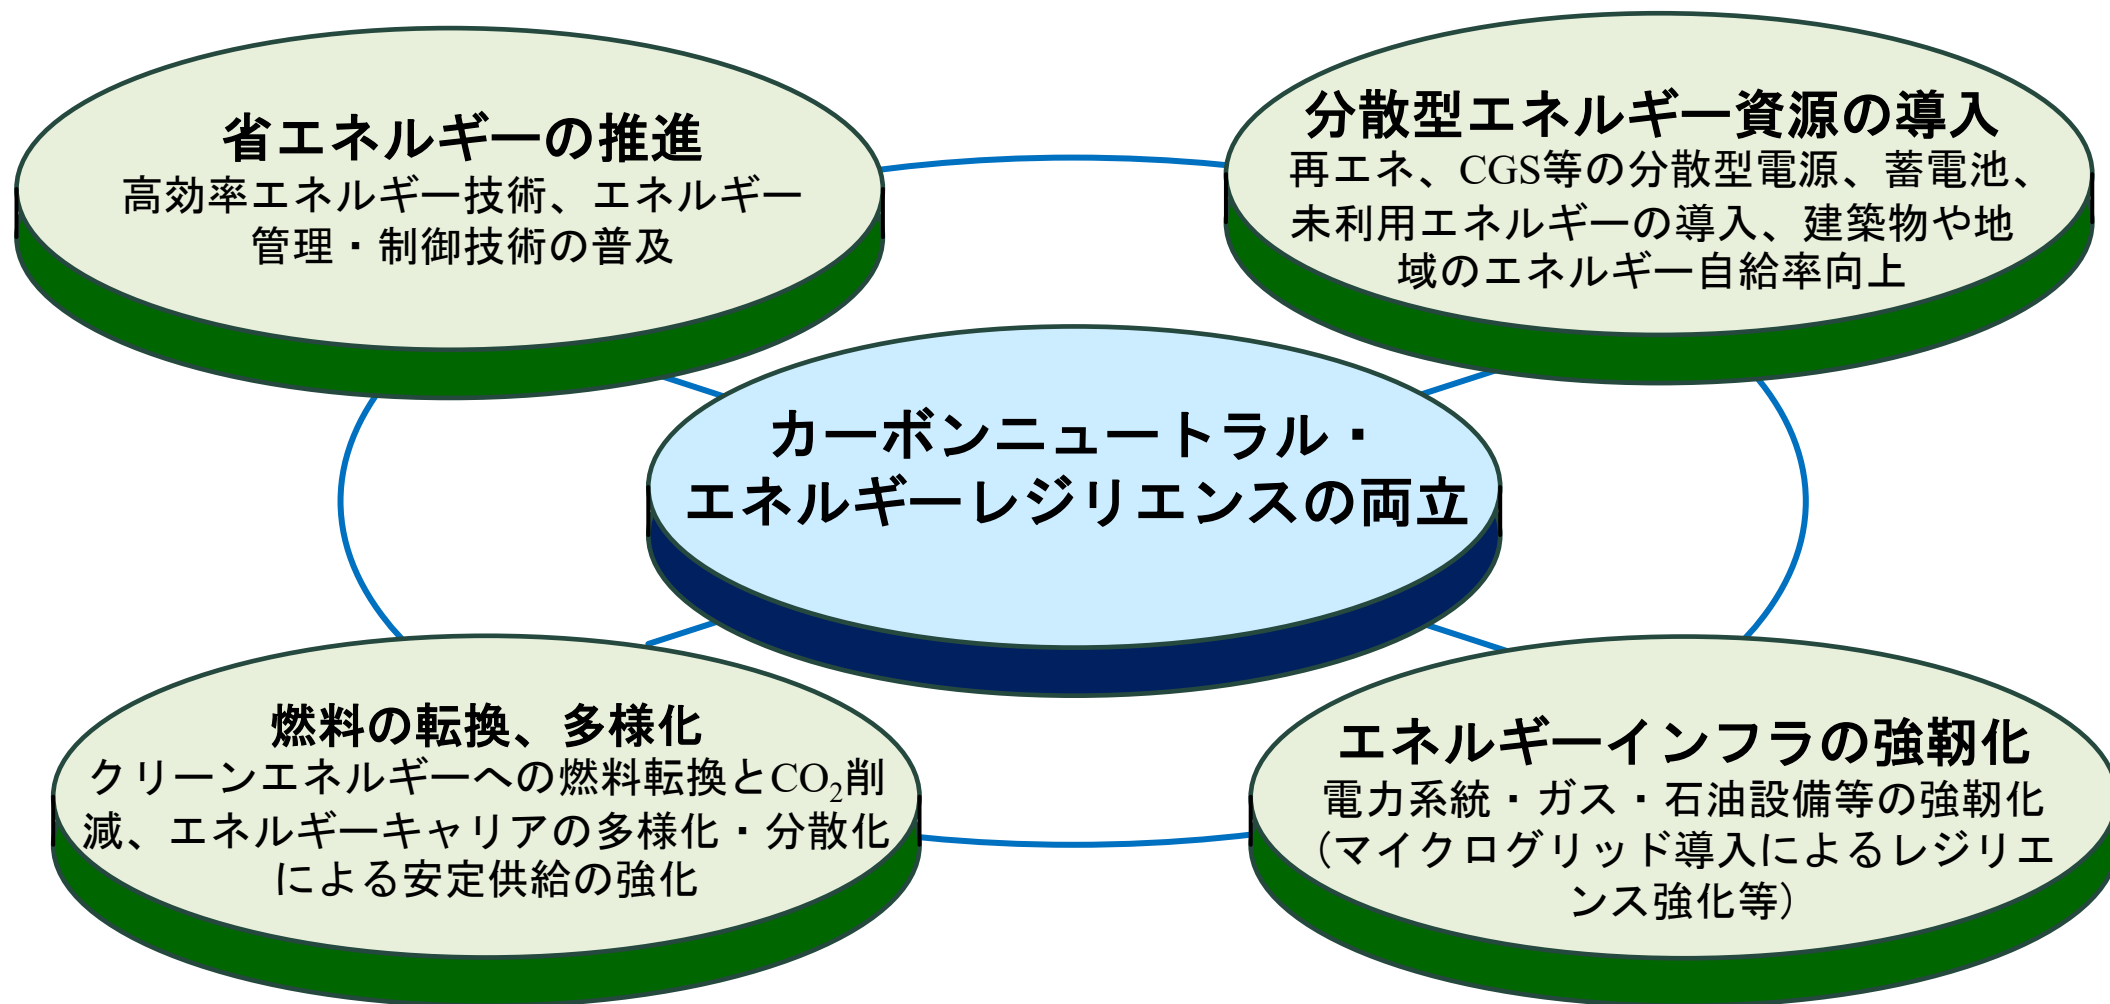 省エネルギーの推進
高効率エネルギー技術、エネルギー
管理・制御技術の普及
分散型エネルギー資源の導入
再エネ、CGS等の分散型電源、蓄電池、
未利用エネルギーの導入、建築物や地
域のエネルギー自給率向上
カーボンニュートラル・
エネルギーレジリエンスの両立
燃料の転換、多様化
クリーンエネルギーへの燃料転換とCO₂削
減、エネルギーキャリアの多様化・分散化
による安定供給の強化
エネルギーインフラの強靭化
電力系統・ガス・石油設備等の強靭化
（マイクログリッド導入によるレジリエ
ンス強化等）